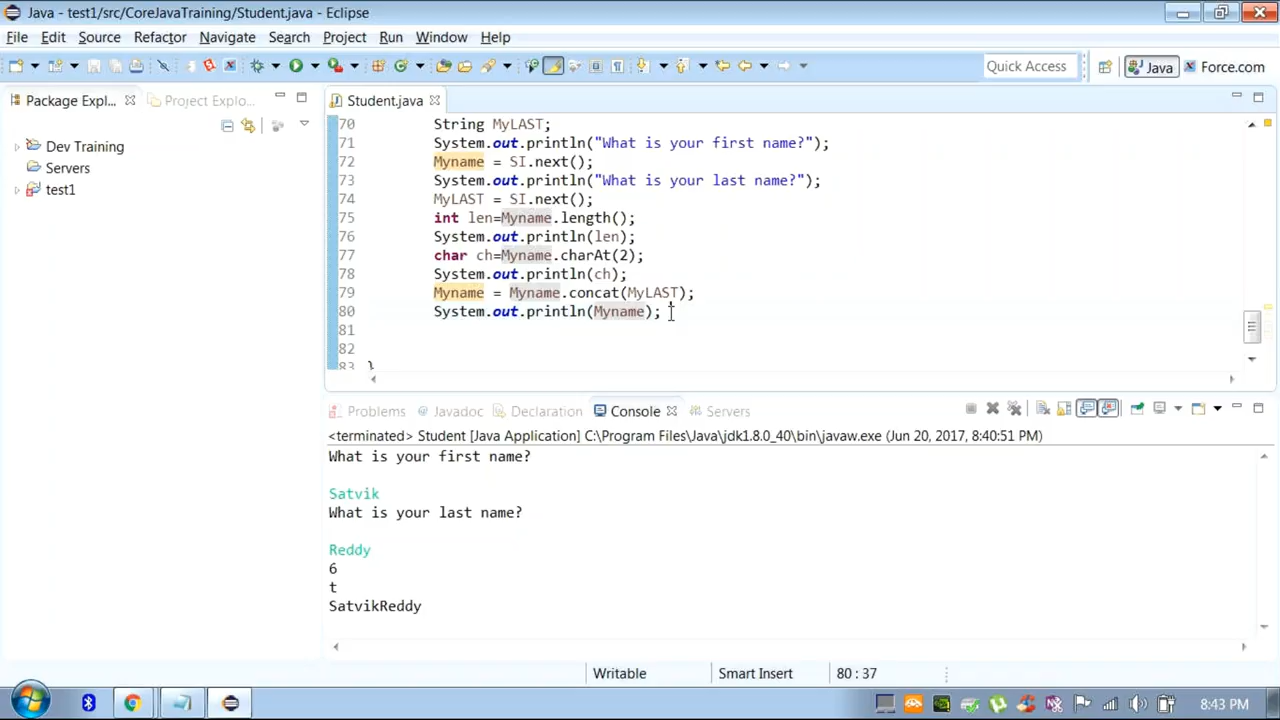 Java - test1/src/CoreJavaTraining/Student.java - Eclipse
File Edit Source Refactor Navigate Search Project Run Window Help
Quick Access Java Force.com
Package Expl... Project Explo... Student.java
Dev Training
Servers
test1
70 String MyLAST;
71 System.out.println("What is your first name?");
72 Myname = SI.next();
73 System.out.println("What is your last name?");
74 MyLAST = SI.next();
75 int len=Myname.length();
76 System.out.println(len);
77 char ch=Myname.charAt(2);
78 System.out.println(ch);
79 Myname = Myname.concat(MyLAST);
80 System.out.println(Myname);
81
82
83 }
Problems @ Javadoc Declaration Console Servers
<terminated> Student [Java Application] C:\Program Files\Java\jdk1.8.0_40\bin\javaw.exe (Jun 20, 2017, 8:40:51 PM)
What is your first name?
Satvik
What is your last name?
Reddy
6
t
SatvikReddy
Writable Smart Insert 80 : 37
8:43 PM